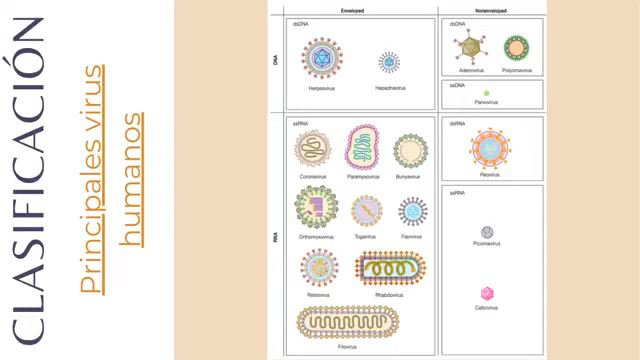 CLASIFICACIÓN
Principales virus
humanos
Enveloped
Nonenveloped
DNA
dsDNA
Herpesvirus
Hepadnavirus
dsDNA
Adenovirus
Polyomavirus
ssDNA
Parvovirus
RNA
ssRNA
Coronavirus
Paramyxovirus
Bunyavirus
Orthomyxovirus
Togavirus
Flavivirus
Retrovirus
Rhabdovirus
Filovirus
dsRNA
Reovirus
ssRNA
Picornavirus
Calicivirus